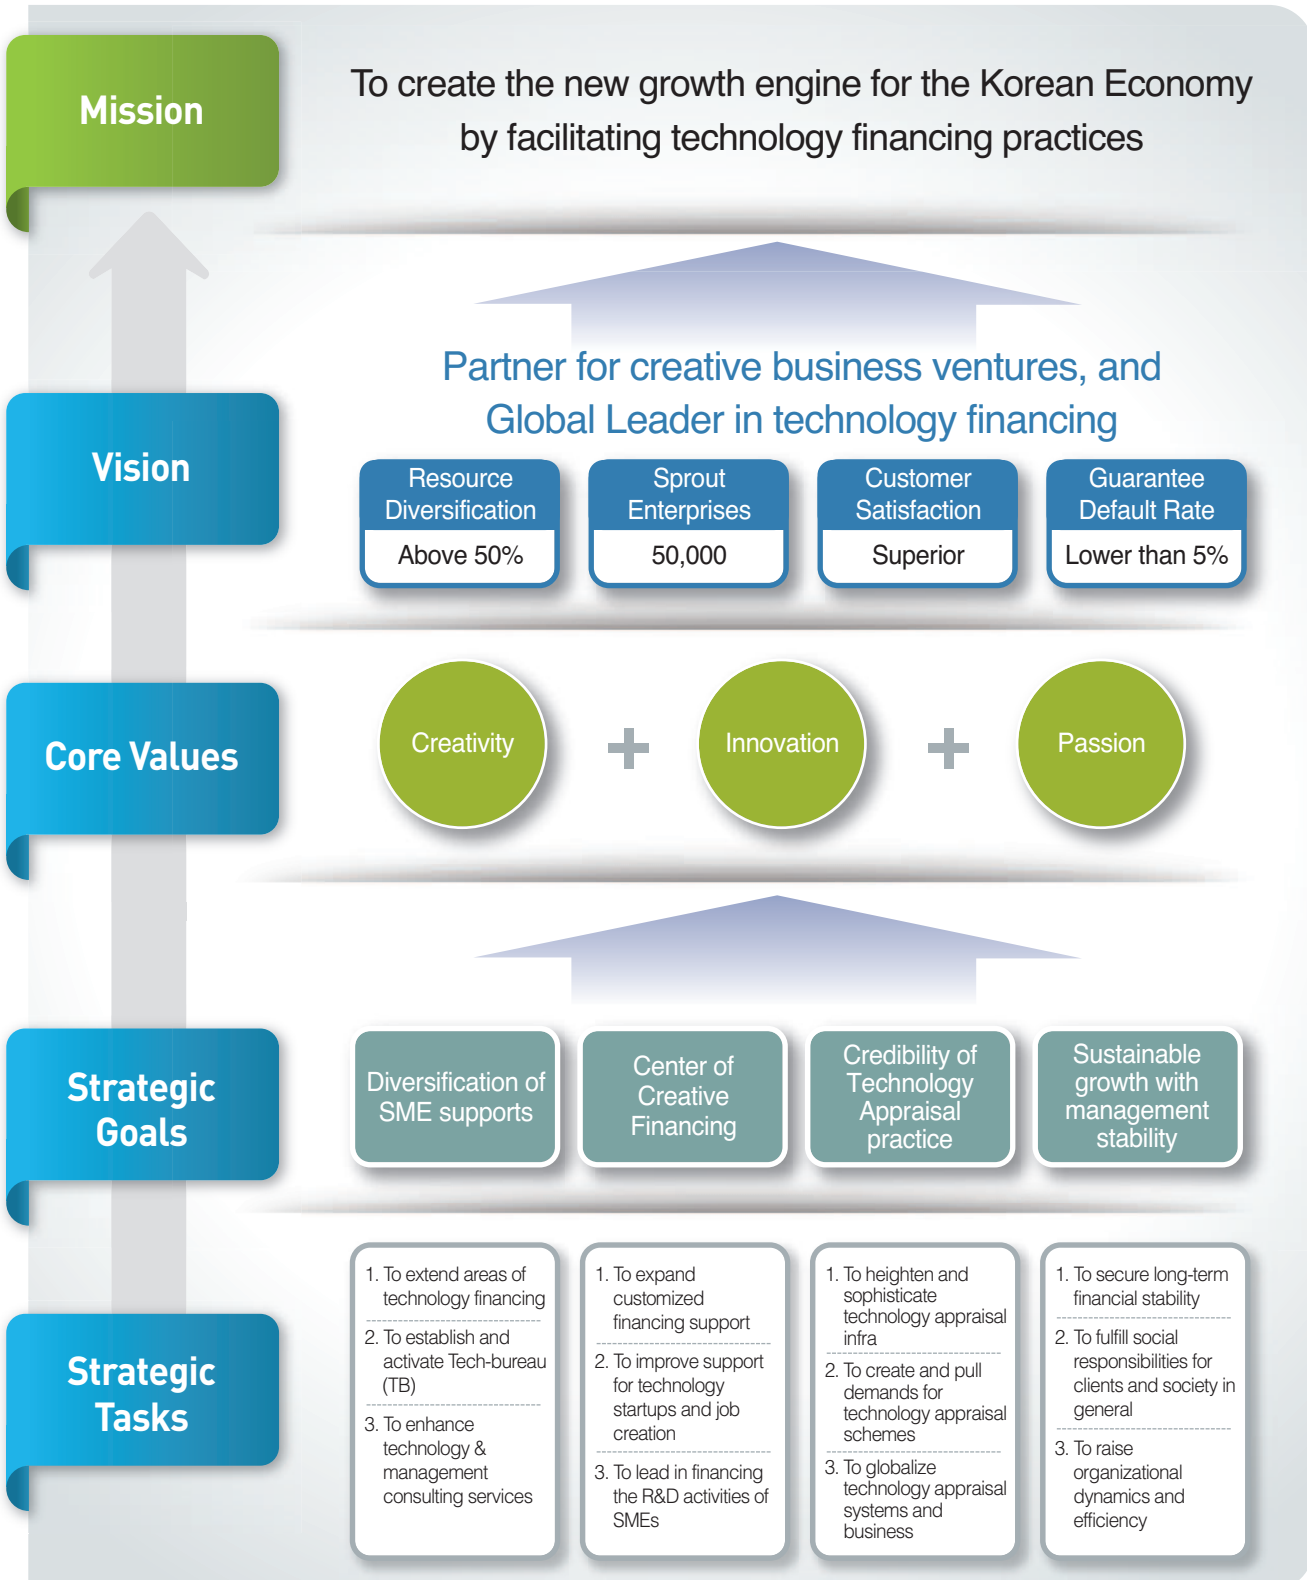 Mission
To create the new growth engine for the Korean Economy
by facilitating technology financing practices
Vision
Partner for creative business ventures, and
Global Leader in technology financing
Resource
Diversification
Above 50%
Sprout
Enterprises
50,000
Customer
Satisfaction
Superior
Guarantee
Default Rate
Lower than 5%
Core Values
Creativity
+
Innovation
+
Passion
Strategic
Goals
Diversification of
SME supports
Center of
Creative
Financing
Credibility of
Technology
Appraisal
practice
Sustainable
growth with
management
stability
Strategic
Tasks
1. To extend areas of
technology financing
2. To establish and
activate Tech-bureau
(TB)
3. To enhance
technology &
management
consulting services
1. To expand
customized
financing support
2. To improve support
for technology
startups and job
creation
3. To lead in financing
the R&D activities of
SMEs
1. To heighten and
sophisticate
technology appraisal
infra
2. To create and pull
demands for
technology appraisal
schemes
3. To globalize
technology appraisal
systems and
business
1. To secure long-term
financial stability
2. To fulfill social
responsibilities for
clients and society in
general
3. To raise
organizational
dynamics and
efficiency